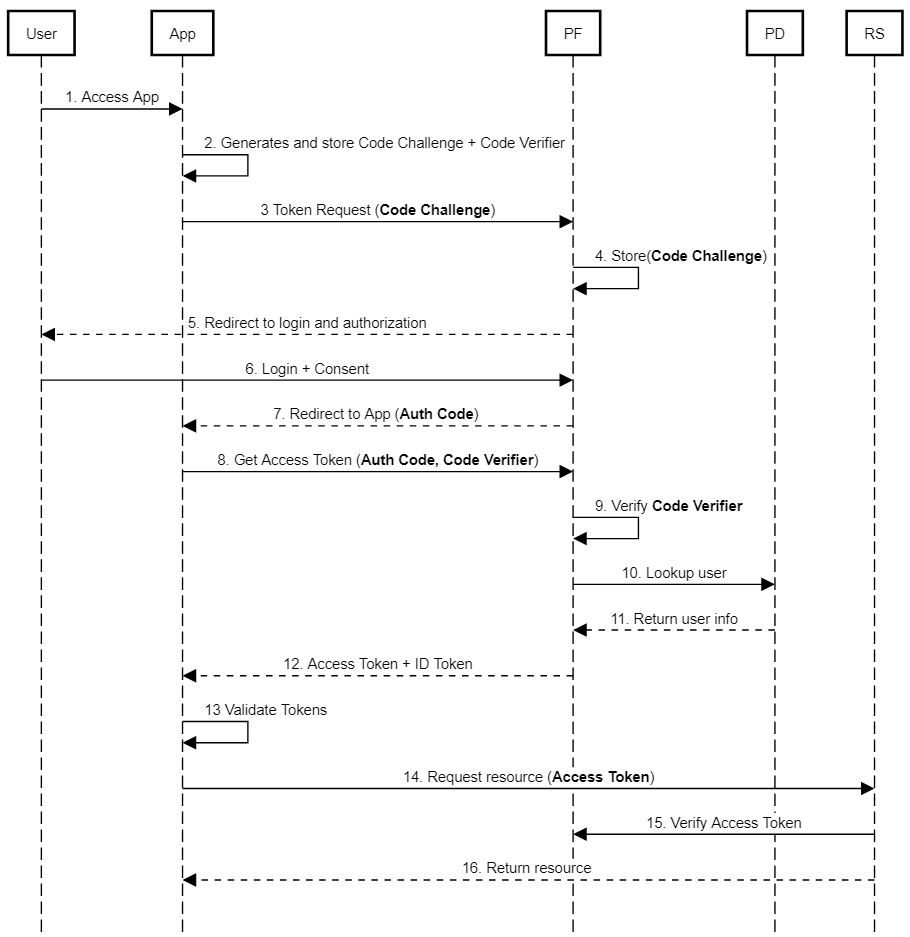 User
App
PF
PD
RS
1. Access App
2. Generates and store Code Challenge + Code Verifier
3 Token Request (Code Challenge)
4. Store(Code Challenge)
5. Redirect to login and authorization
6. Login + Consent
7. Redirect to App (Auth Code)
8. Get Access Token (Auth Code, Code Verifier)
9. Verify Code Verifier
10. Lookup user
11. Return user info
12. Access Token + ID Token
13 Validate Tokens
14. Request resource (Access Token)
15. Verify Access Token
16. Return resource